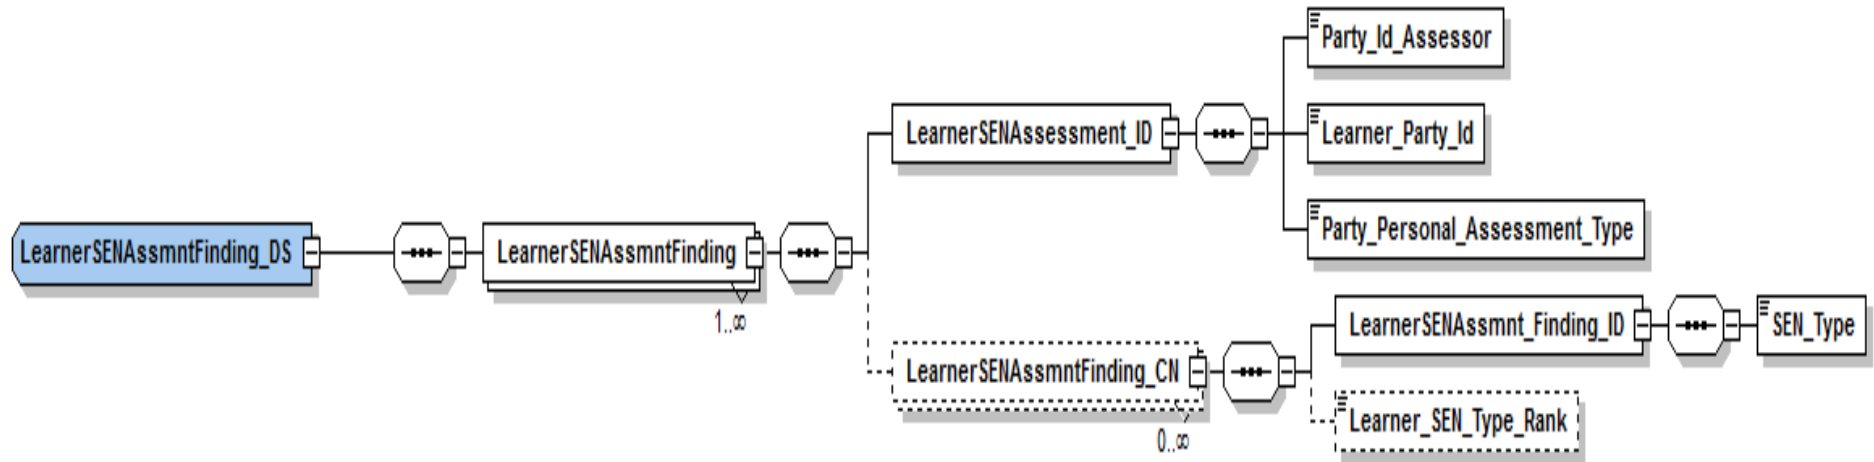 Party_Id_Assessor
LearnerSENAssessment_ID
Learner_Party_Id
Party_Personal_Assessment_Type
LearnerSENAssmntFinding_DS
LearnerSENAssmntFinding
1..∞
LearnerSENAssmnt_Finding_ID
SEN_Type
LearnerSENAssmntFinding_CN
0..∞
Learner_SEN_Type_Rank